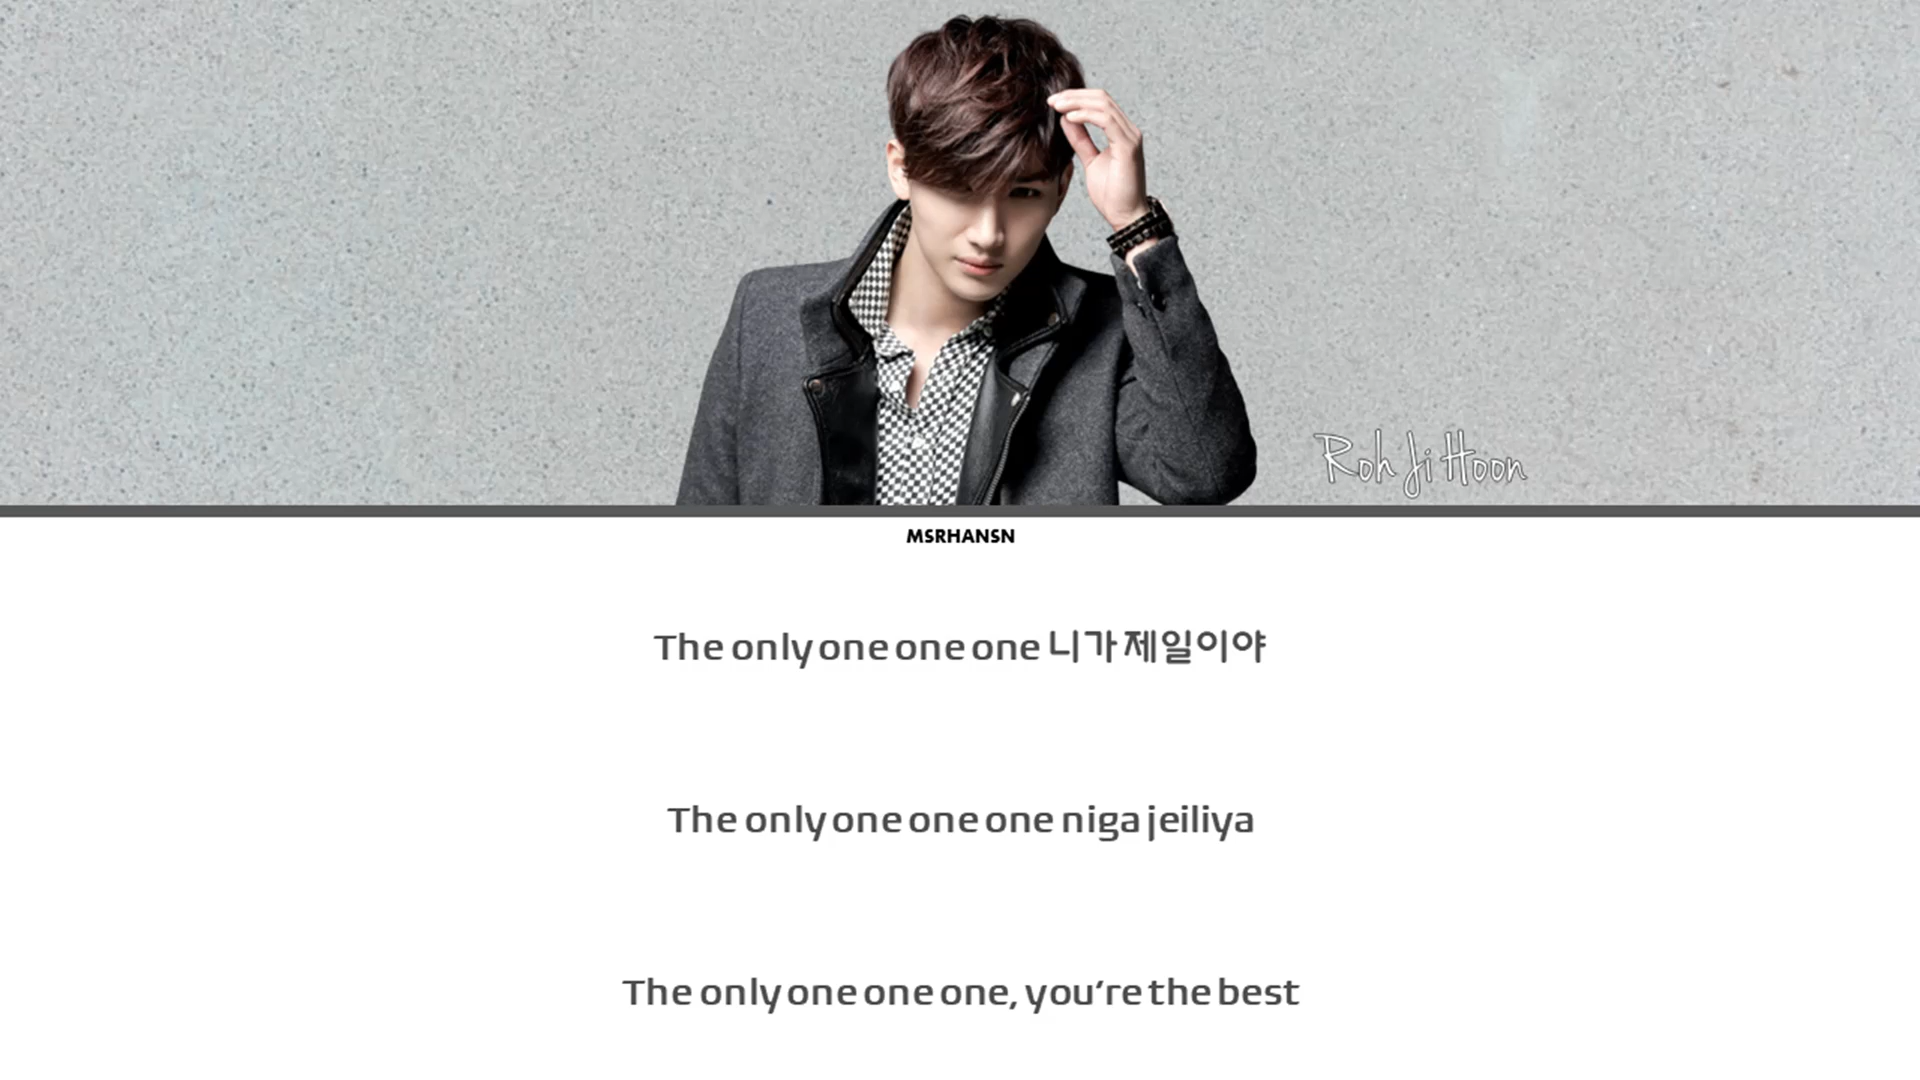 Roh Ji Hoon
MSRHANSN
The only one one one 니가 제일이야
The only one one one niga jeiliya
The only one one one, you're the best